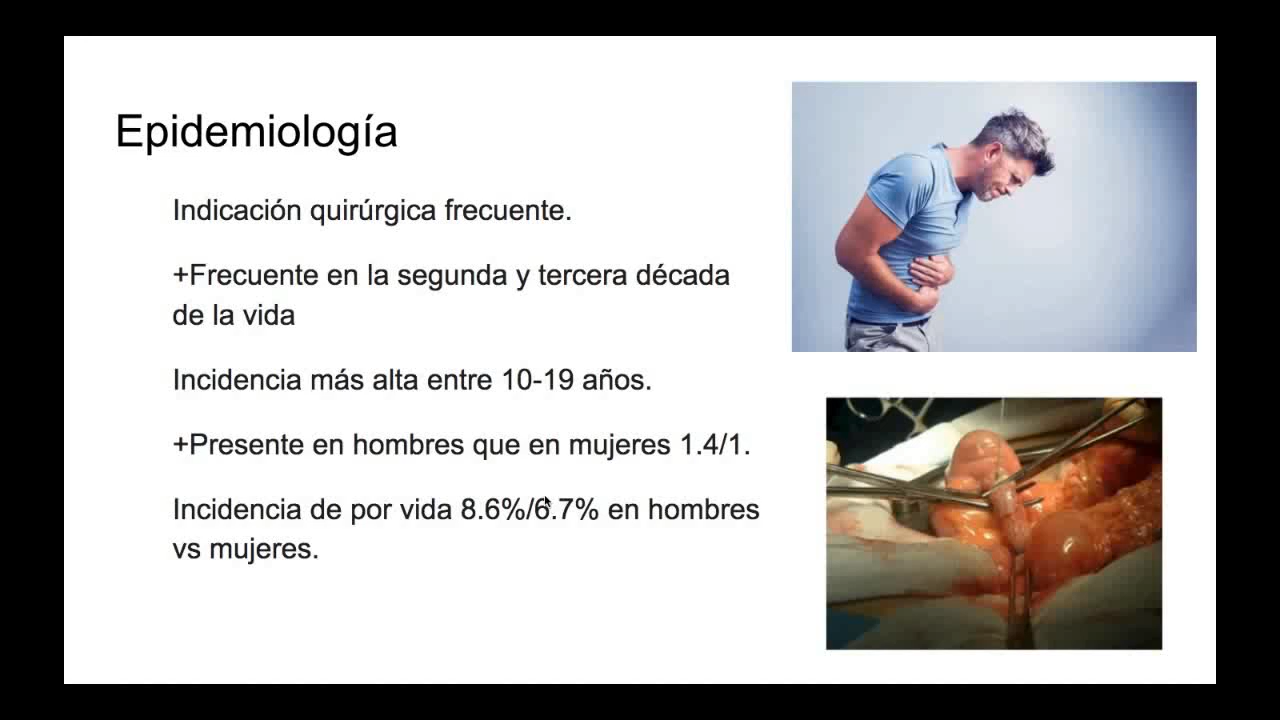 Epidemiología
Indicación quirúrgica frecuente.
+Frecuente en la segunda y tercera década
de la vida
Incidencia más alta entre 10-19 años.
+Presente en hombres que en mujeres 1.4/1.
Incidencia de por vida 8.6%/6.7% en hombres
vs mujeres.